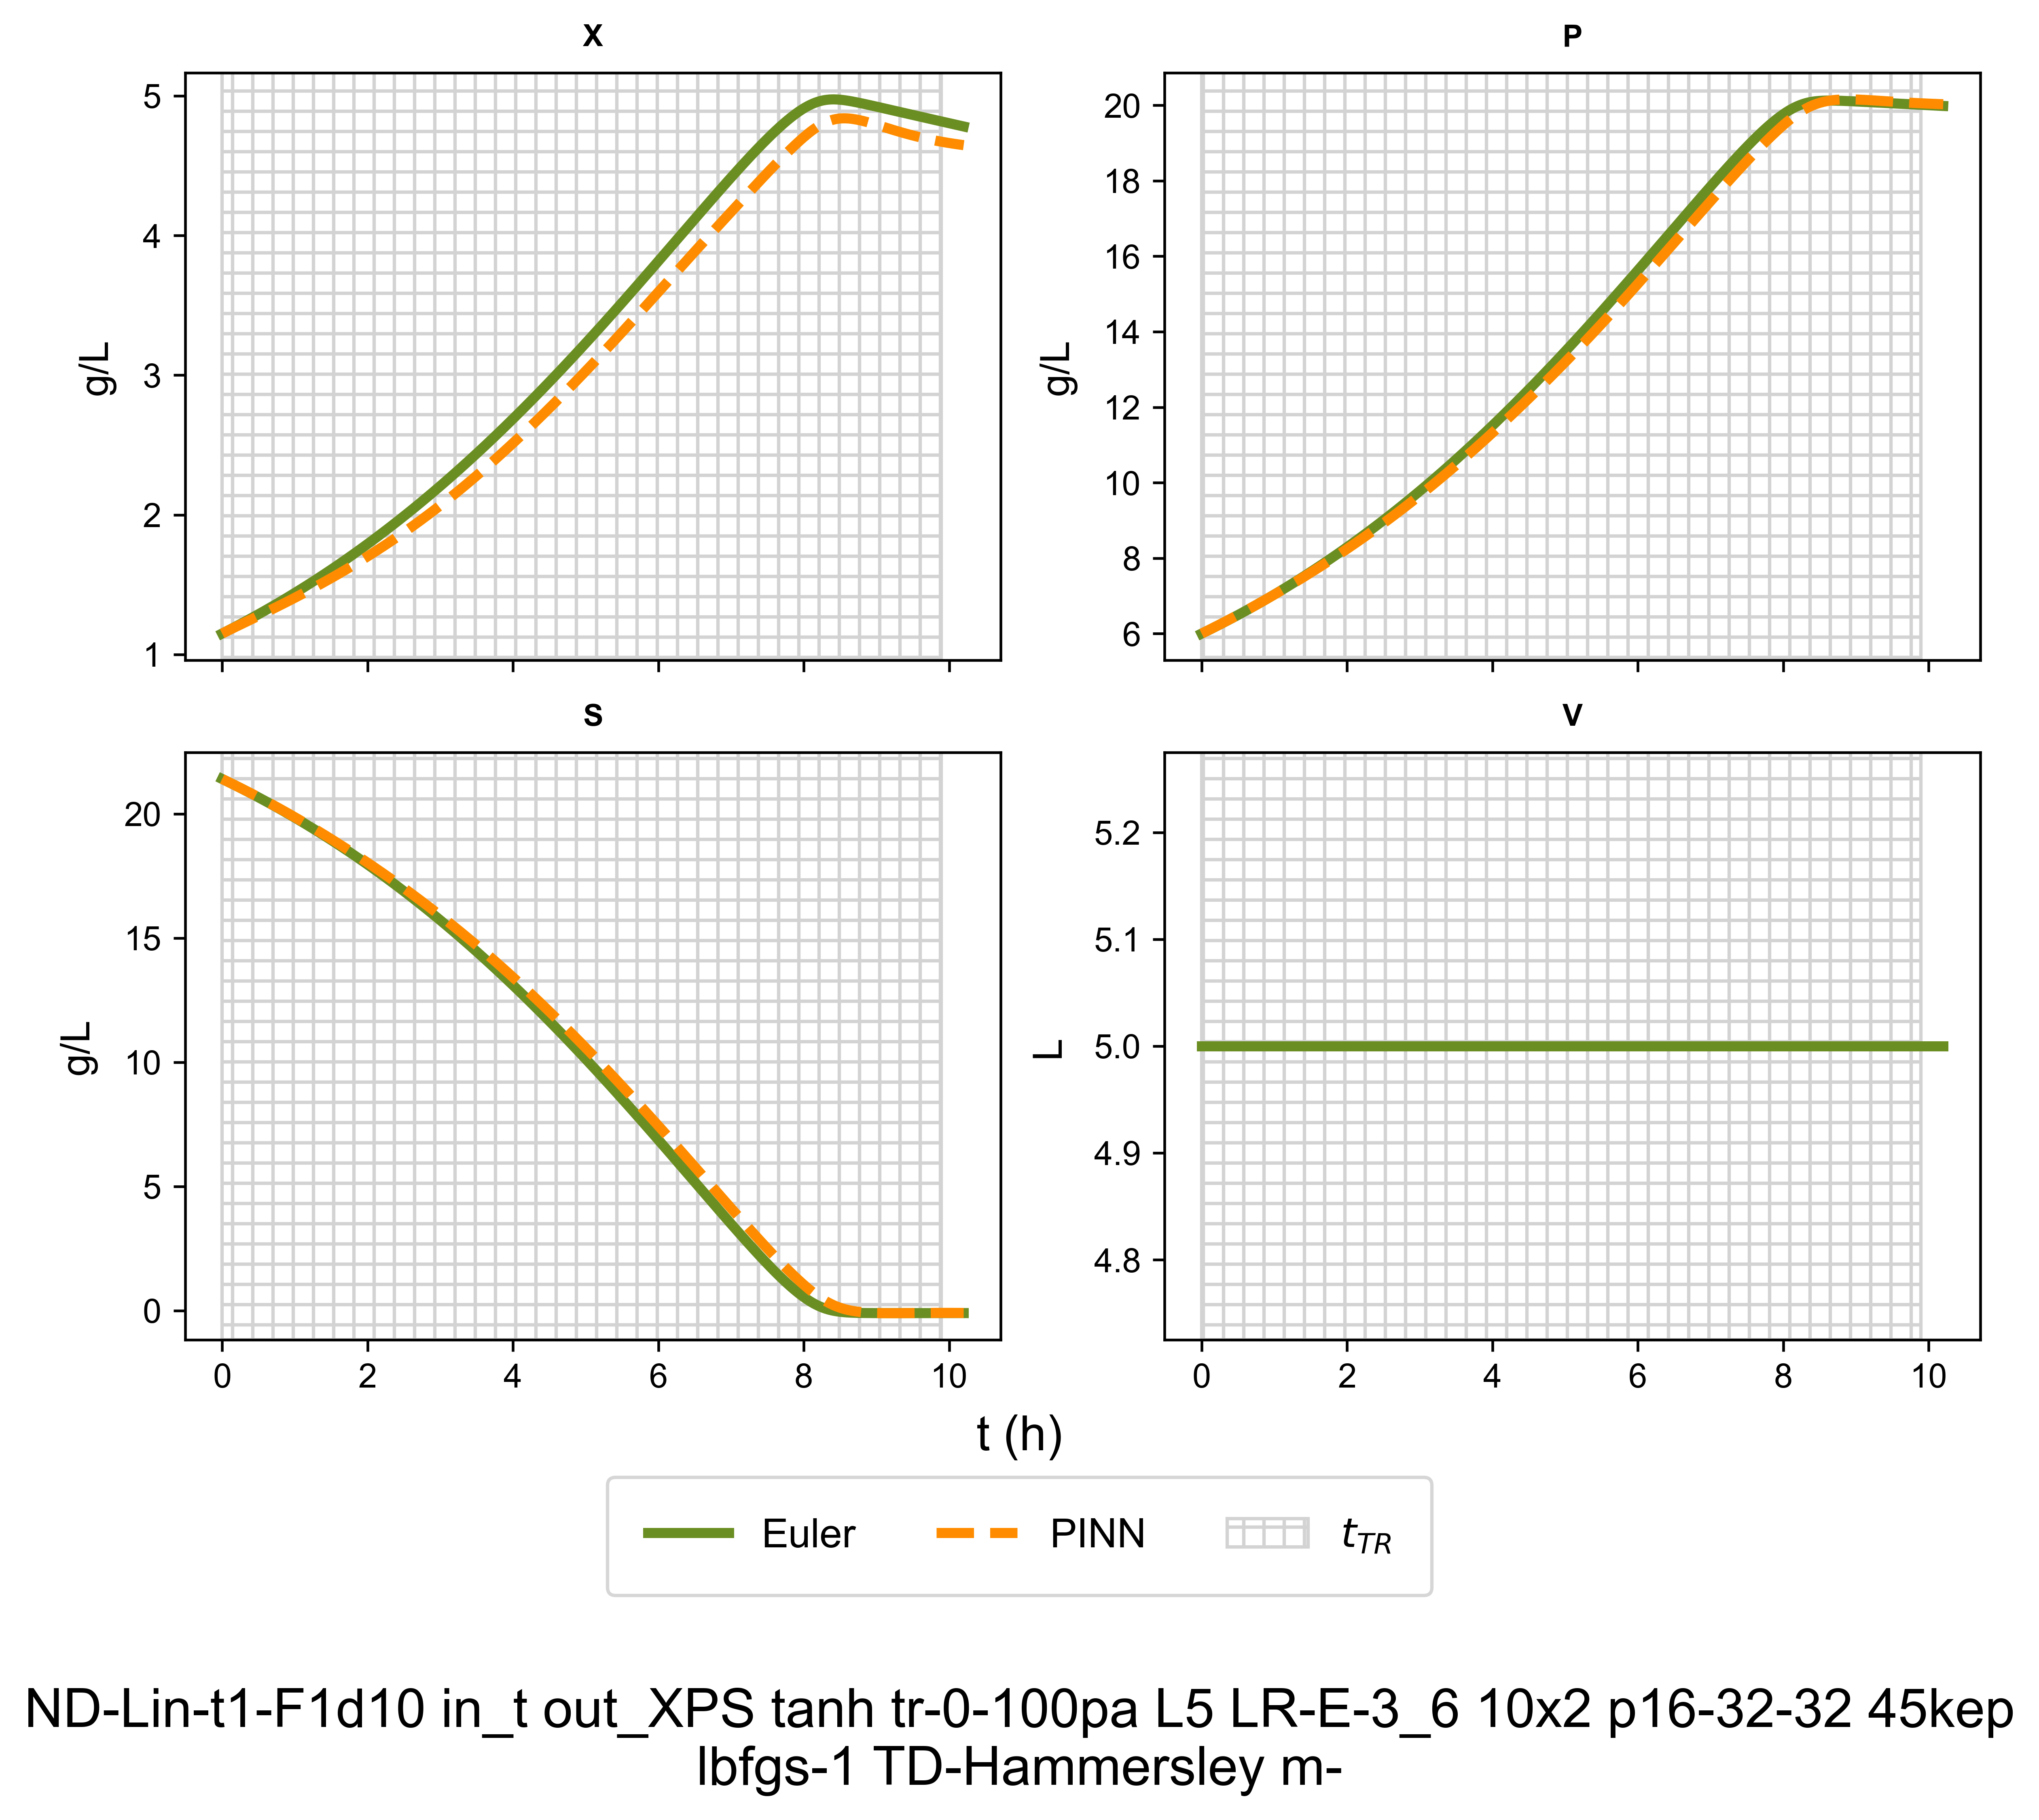 X
5
4
3
2
1
g/L
P
20
18
16
14
12
10
8
6
g/L
S
20
15
10
5
0
g/L
0 2 4 6 8 10
V
5.2
5.1
5.0
4.9
4.8
L
0 2 4 6 8 10
t (h)
Euler PINN t_TR
ND-Lin-t1-F1d10 in_t out_XPS tanh tr-0-100pa L5 LR-E-3_6 10x2 p16-32-32 45kep
lbfgs-1 TD-Hammersley m-